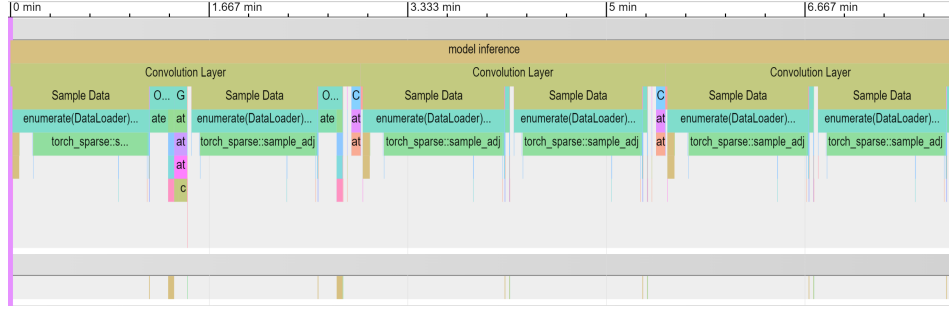 0 min 1.667 min 3.333 min 5 min 6.667 min
model inference
Convolution Layer Convolution Layer Convolution Layer
Sample Data O... G Sample Data O... C Sample Data Sample Data C Sample Data Sample Data
enumerate(DataLoader)... ate at enumerate(DataLoader)... ate at enumerate(DataLoader)... enumerate(DataLoader)... at enumerate(DataLoader)... enumerate(DataLoader)...
torch_sparse::s... at torch_sparse::sample_adj at torch_sparse::sample_adj torch_sparse::sample_adj at torch_sparse::sample_adj torch_sparse::sample_adj
at
c